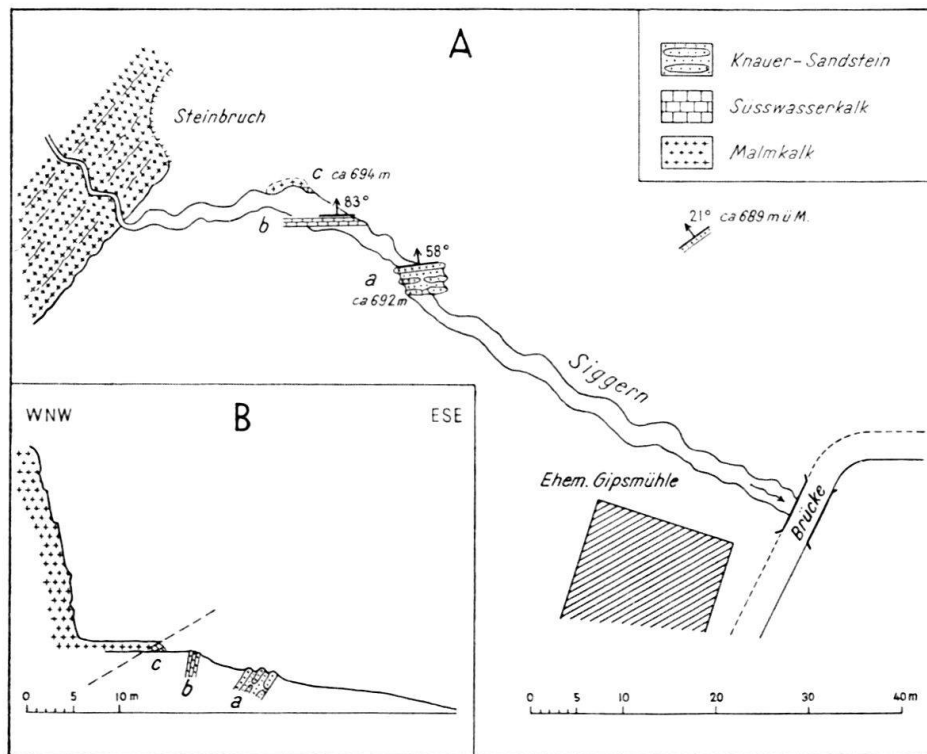 A
Knauer-Sandstein
Süsswasserkalk
Malmkalk
Steinbruch
c ca 694 m
83°
b
21° ca 689 m ü M.
58°
a
ca 692 m
Siggern
Ehem. Gipsmühle
Brücke
0 5 10 20 30 40 m
B
WNW
ESE
c
b
a
0 5 10 m